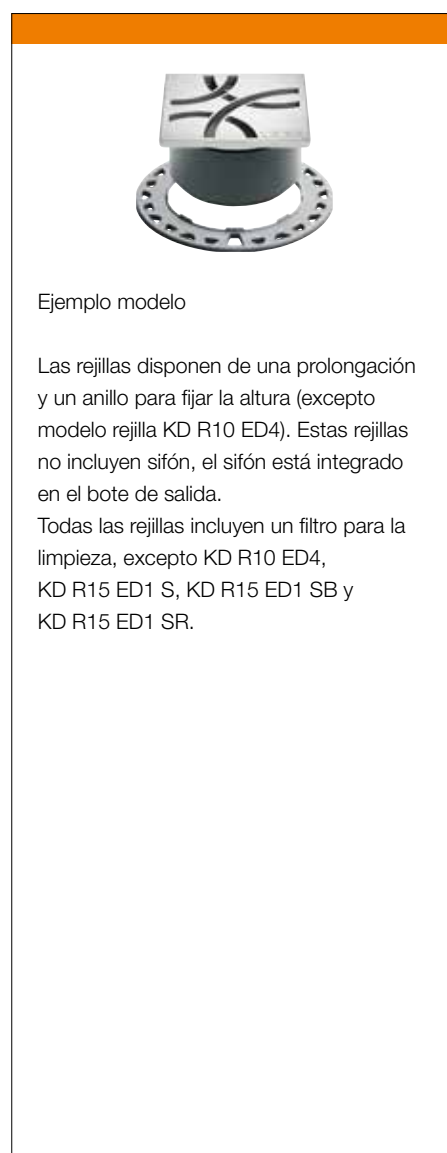 Ejemplo modelo
Las rejillas disponen de una prolongación
y un anillo para fijar la altura (excepto
modelo rejilla KD R10 ED4). Estas rejillas
no incluyen sifón, el sifón está integrado
en el bote de salida.
Todas las rejillas incluyen un filtro para la
limpieza, excepto KD R10 ED4,
KD R15 ED1 S, KD R15 ED1 SB y
KD R15 ED1 SR.